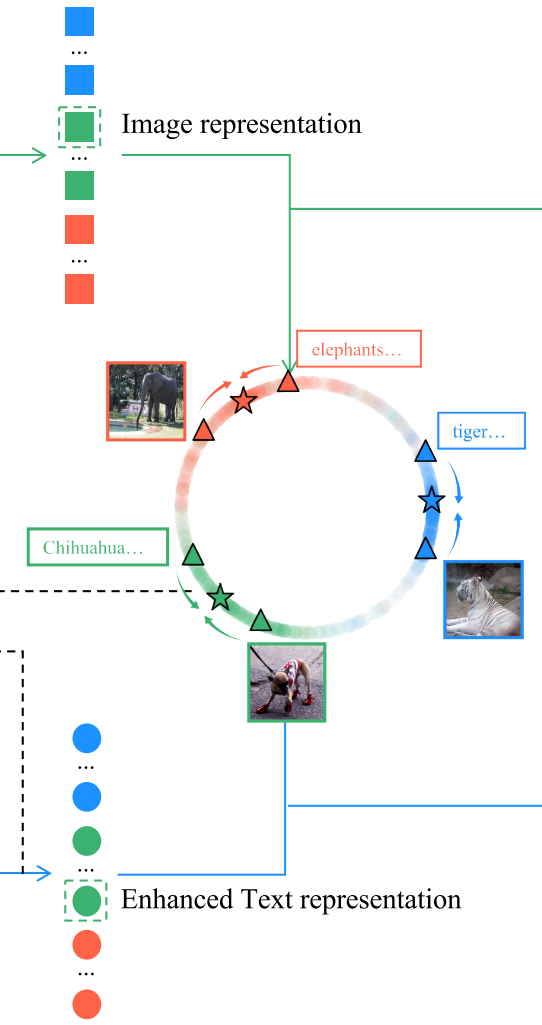 ...
Image representation
...
...
elephants...
tiger...
Chihuahua...
...
...
Enhanced Text representation
...